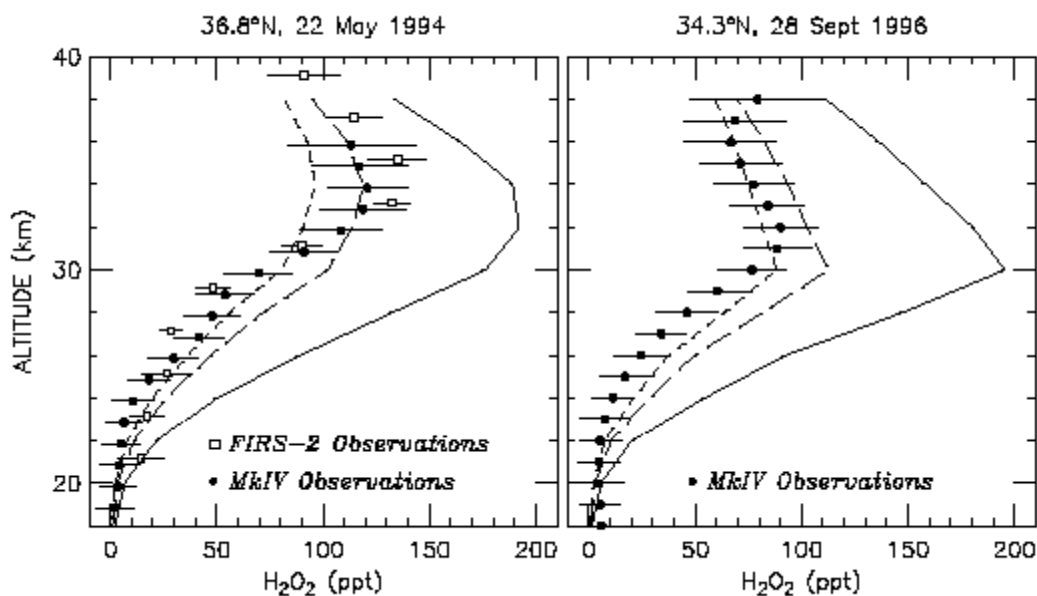 36.8°N, 22 May 1994
34.3°N, 28 Sept 1996
40
30
20
ALTITUDE (km)
□ FIRS-2 Observations
● MkIV Observations
● MkIV Observations
0 50 100 150 200
0 50 100 150 200
H₂O₂ (ppt)
H₂O₂ (ppt)